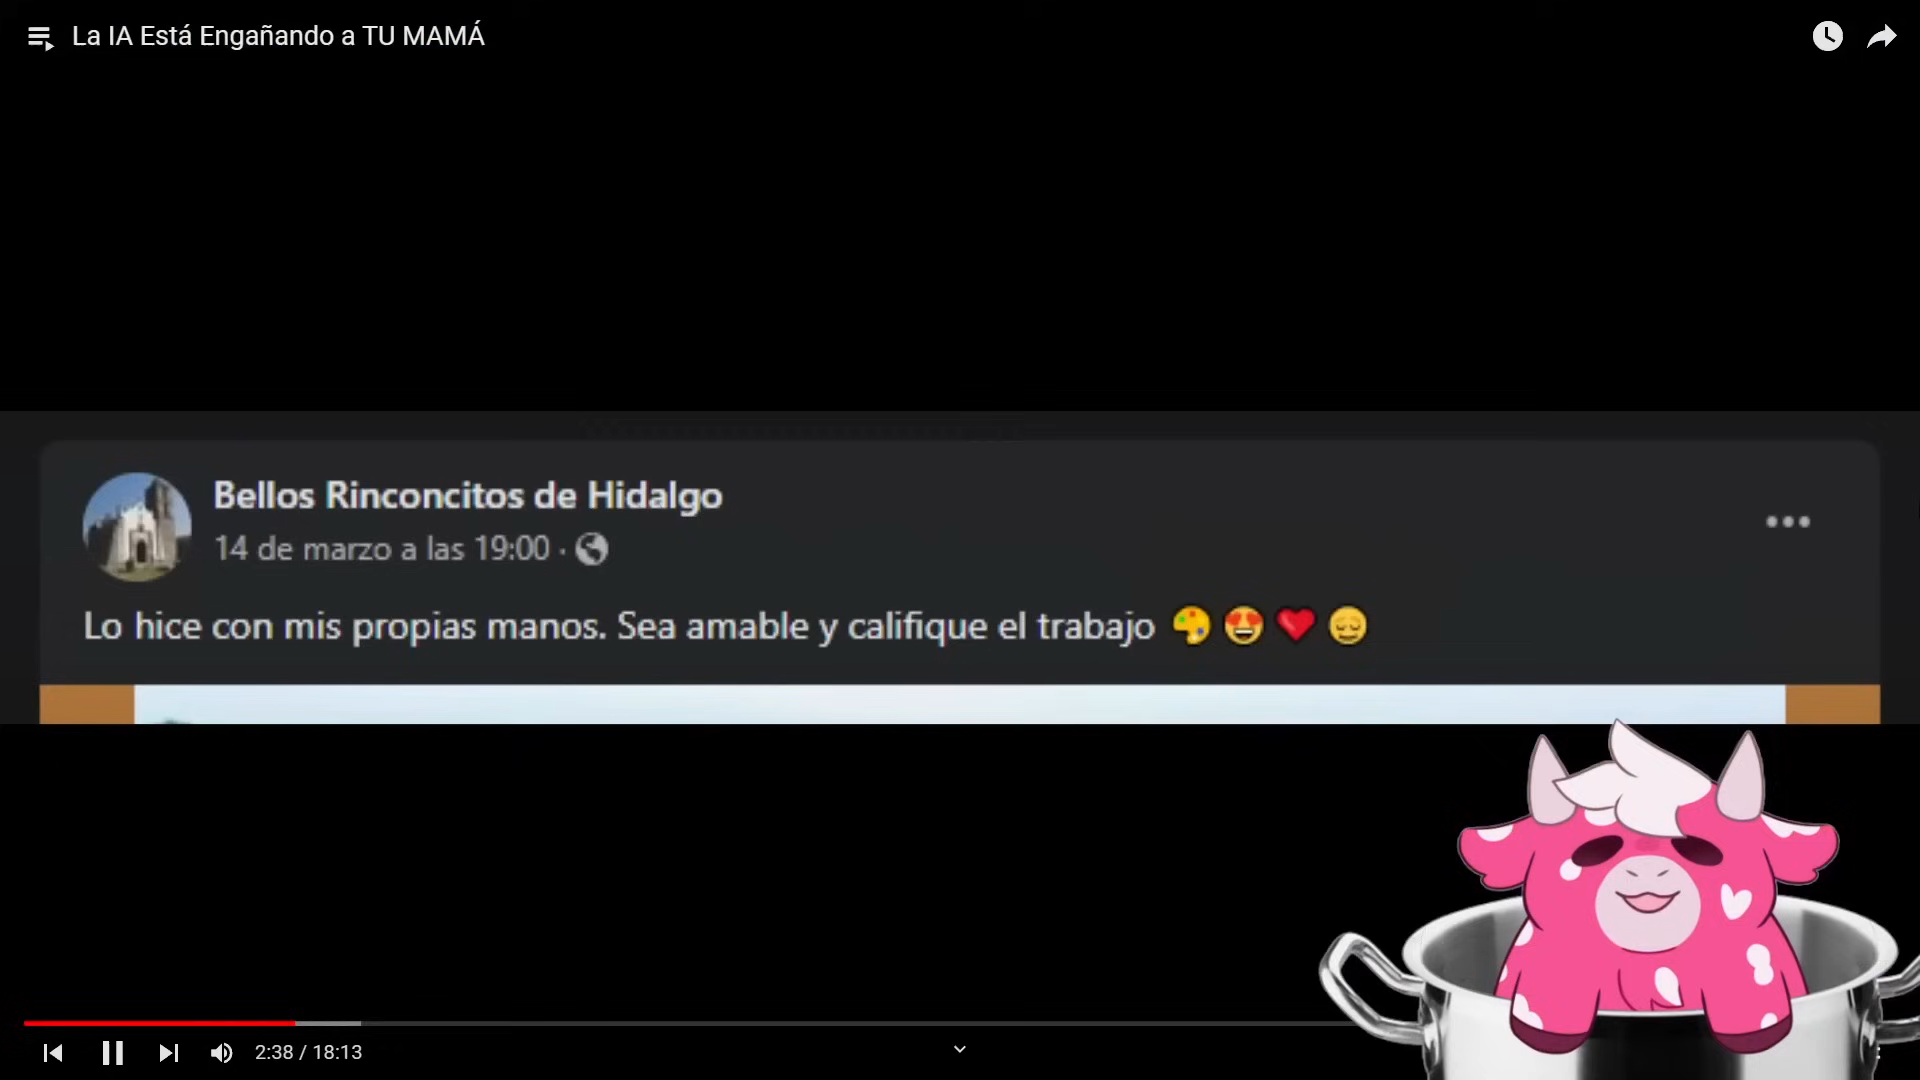 La IA Está Engañando a TU MAMÁ
Bellos Rinconcitos de Hidalgo
14 de marzo a las 19:00 ·
Lo hice con mis propias manos. Sea amable y califique el trabajo 🎨😍❤️😔
2:38 / 18:13